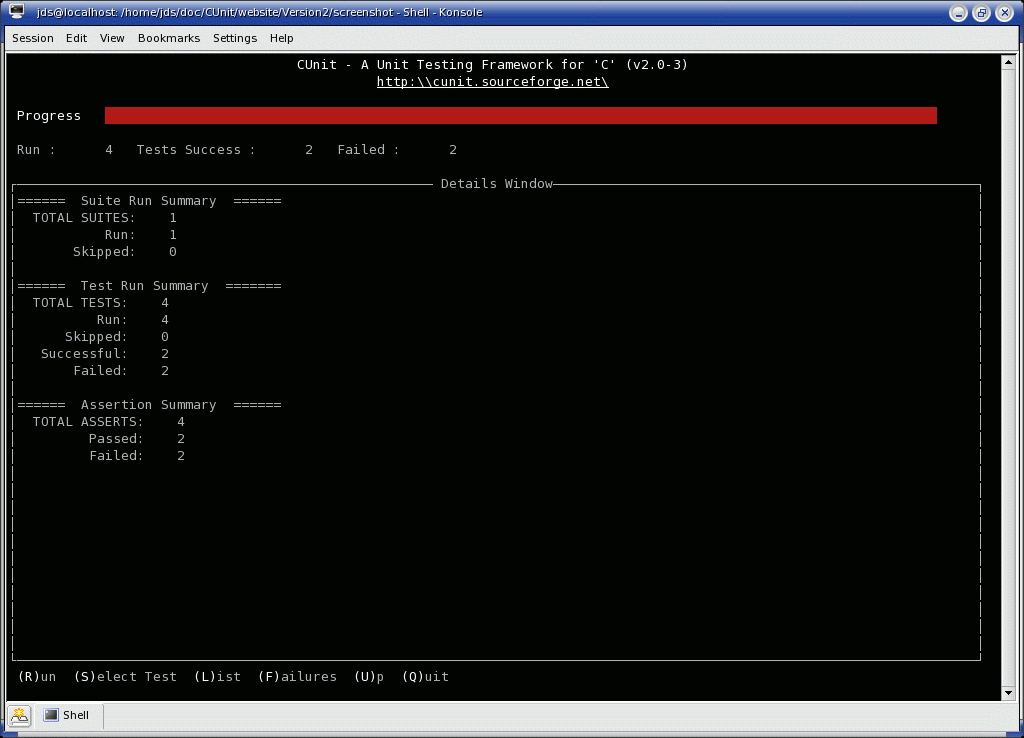 jds@localhost: /home/jds/doc/CUnit/website/Version2/screenshot - Shell - Konsole
Session Edit View Bookmarks Settings Help
CUnit - A Unit Testing Framework for 'C' (v2.0-3)
http:\\cunit.sourceforge.net\
Progress
Run : 4 Tests Success : 2 Failed : 2
Details Window
====== Suite Run Summary ======
TOTAL SUITES: 1
Run: 1
Skipped: 0
====== Test Run Summary =======
TOTAL TESTS: 4
Run: 4
Skipped: 0
Successful: 2
Failed: 2
====== Assertion Summary ======
TOTAL ASSERTS: 4
Passed: 2
Failed: 2
(R)un (S)elect Test (L)ist (F)ailures (U)p (Q)uit
Shell